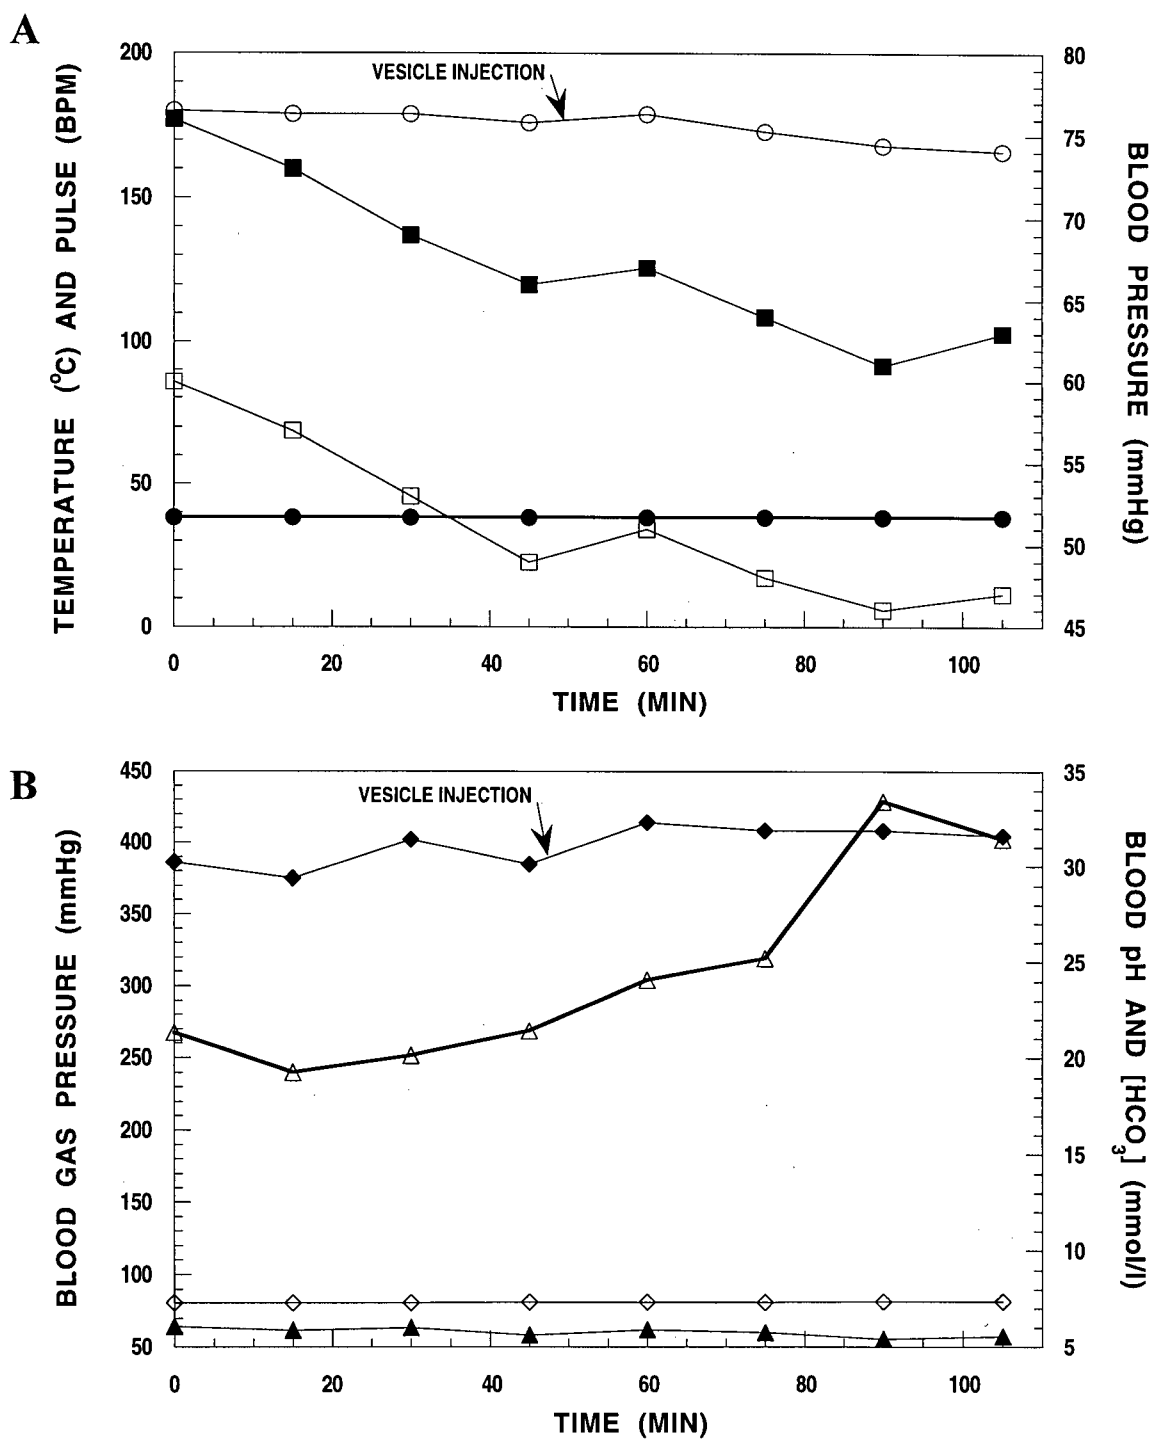 A
VESICLE INJECTION
200
150
100
50
0
TEMPERATURE (°C) AND PULSE (BPM)
80
75
70
65
60
55
50
45
BLOOD PRESSURE (mmHg)
0 20 40 60 80 100
TIME (MIN)
B
VESICLE INJECTION
450
400
350
300
250
200
150
100
50
BLOOD GAS PRESSURE (mmHg)
35
30
25
20
15
10
5
BLOOD pH AND [HCO3] (mmol/l)
0 20 40 60 80 100
TIME (MIN)